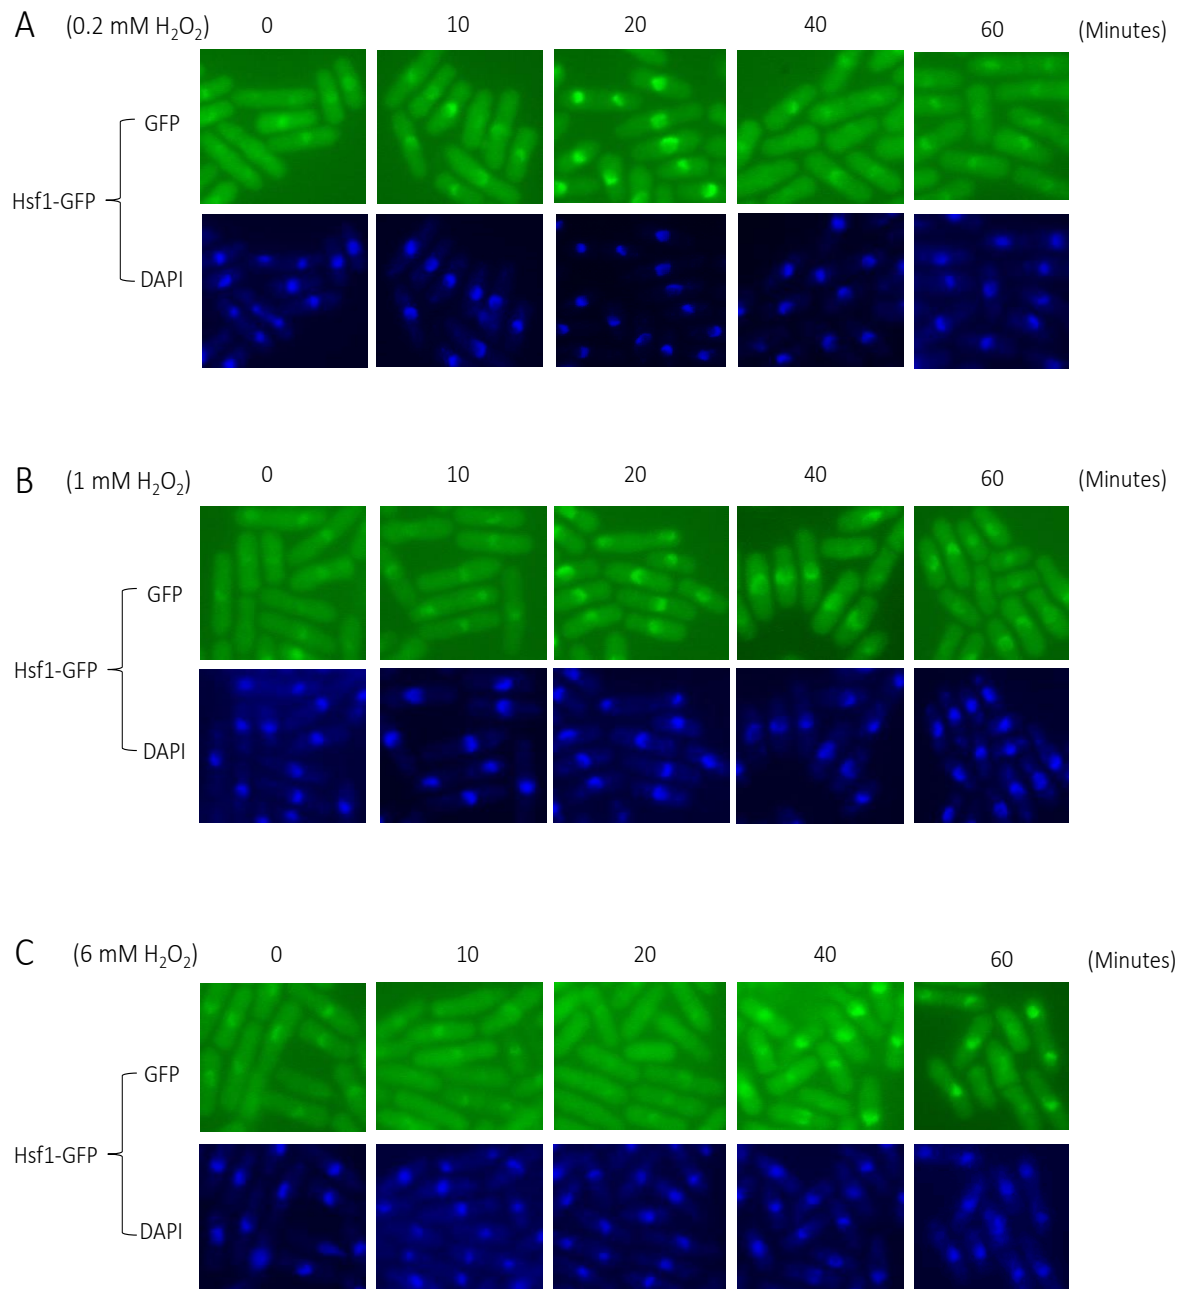 A (0.2 mM H₂O₂) 0 10 20 40 60 (Minutes)
GFP
Hsf1-GFP
DAPI
B (1 mM H₂O₂) 0 10 20 40 60 (Minutes)
GFP
Hsf1-GFP
DAPI
C (6 mM H₂O₂) 0 10 20 40 60 (Minutes)
GFP
Hsf1-GFP
DAPI